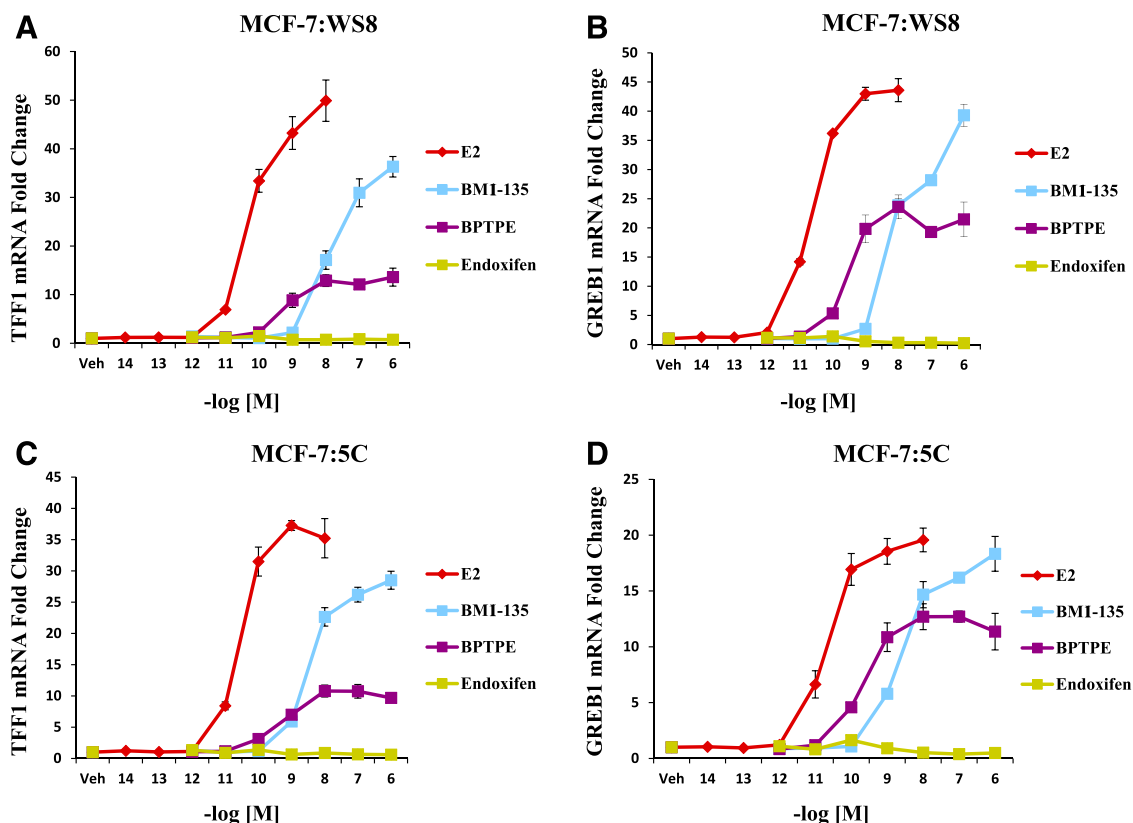 A
MCF-7:WS8
TFF1 mRNA Fold Change
60
50
40
30
20
10
0
Veh 14 13 12 11 10 9 8 7 6
-log [M]
E2
BM1-135
BPTPE
Endoxifen
B
MCF-7:WS8
GREB1 mRNA Fold Change
50
45
40
35
30
25
20
15
10
5
0
Veh 14 13 12 11 10 9 8 7 6
-log [M]
E2
BM1-135
BPTPE
Endoxifen
C
MCF-7:5C
TFF1 mRNA Fold Change
45
40
35
30
25
20
15
10
5
0
Veh 14 13 12 11 10 9 8 7 6
-log [M]
E2
BM1-135
BPTPE
Endoxifen
D
MCF-7:5C
GREB1 mRNA Fold Change
25
20
15
10
5
0
Veh 14 13 12 11 10 9 8 7 6
-log [M]
E2
BM1-135
BPTPE
Endoxifen